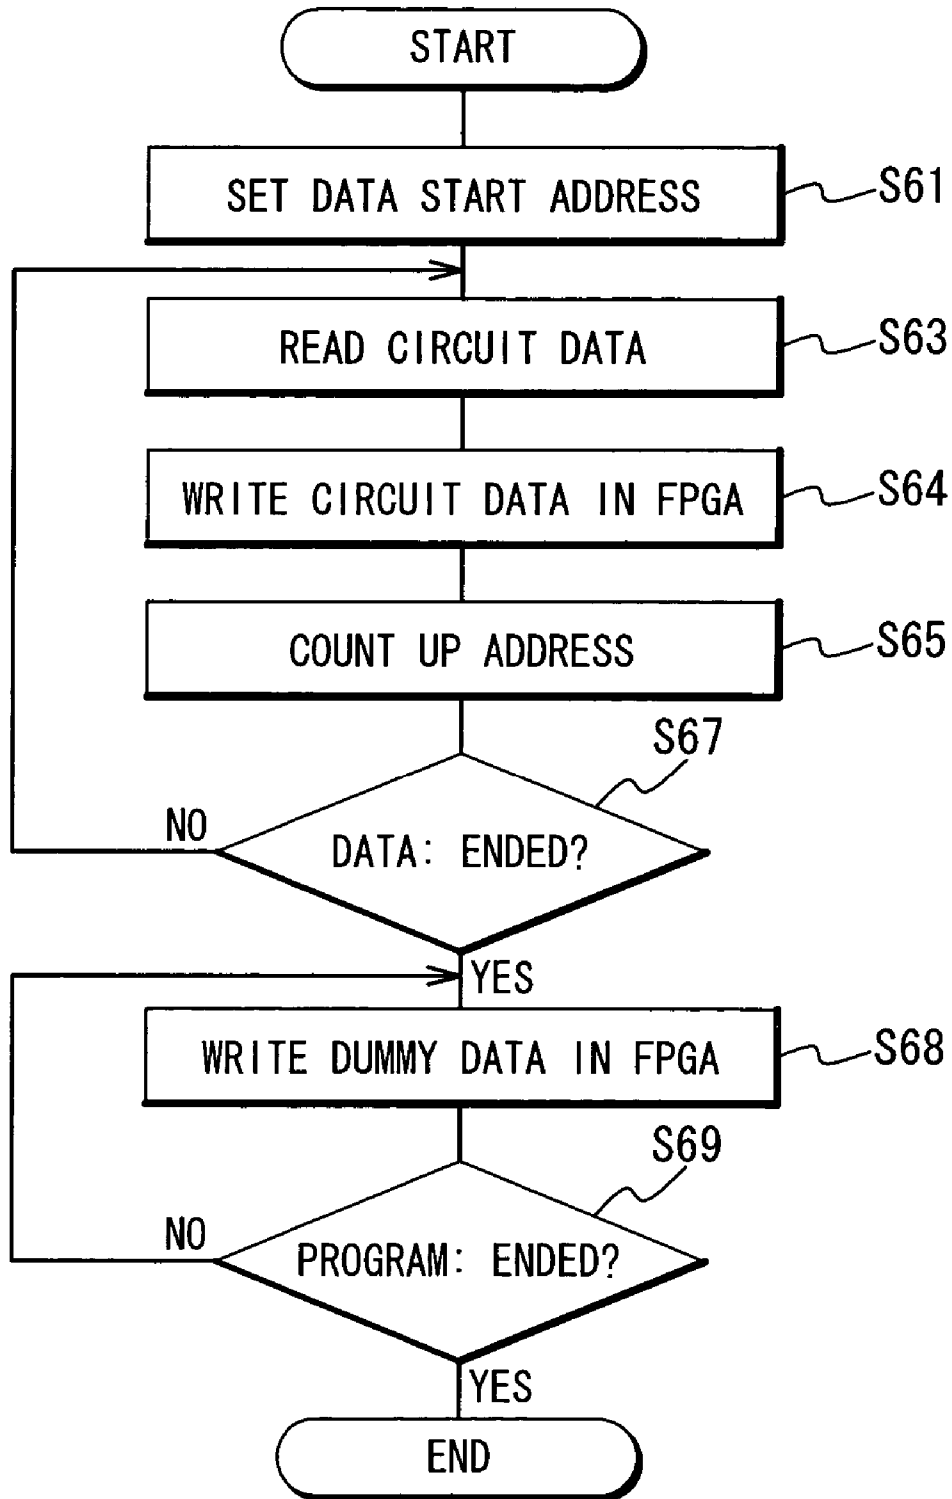 START
SET DATA START ADDRESS
S61
READ CIRCUIT DATA
S63
WRITE CIRCUIT DATA IN FPGA
S64
COUNT UP ADDRESS
S65
S67
NO
DATA: ENDED?
YES
WRITE DUMMY DATA IN FPGA
S68
S69
NO
PROGRAM: ENDED?
YES
END